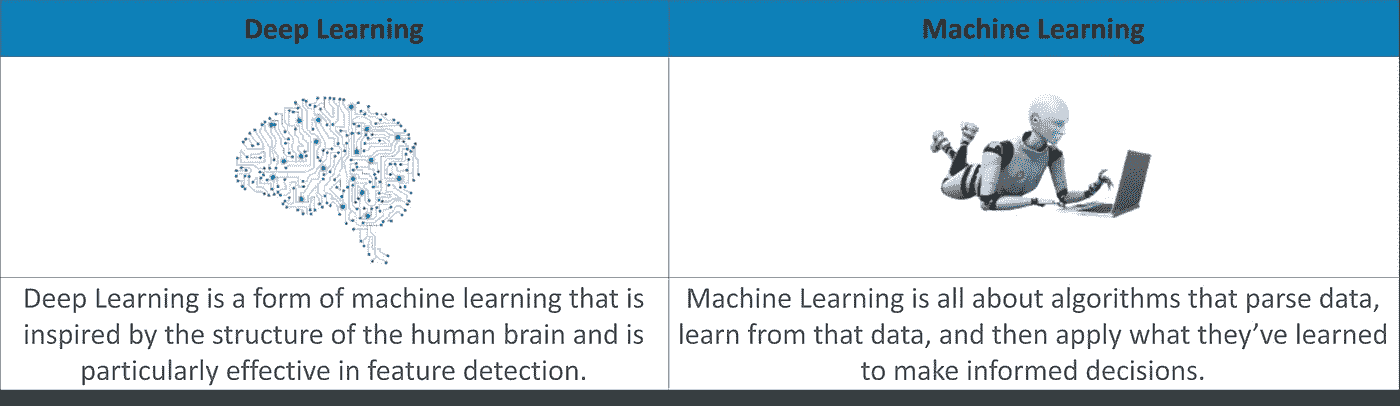 Deep Learning
Machine Learning
Deep Learning is a form of machine learning that is
inspired by the structure of the human brain and is
particularly effective in feature detection.
Machine Learning is all about algorithms that parse data,
learn from that data, and then apply what they’ve learned
to make informed decisions.